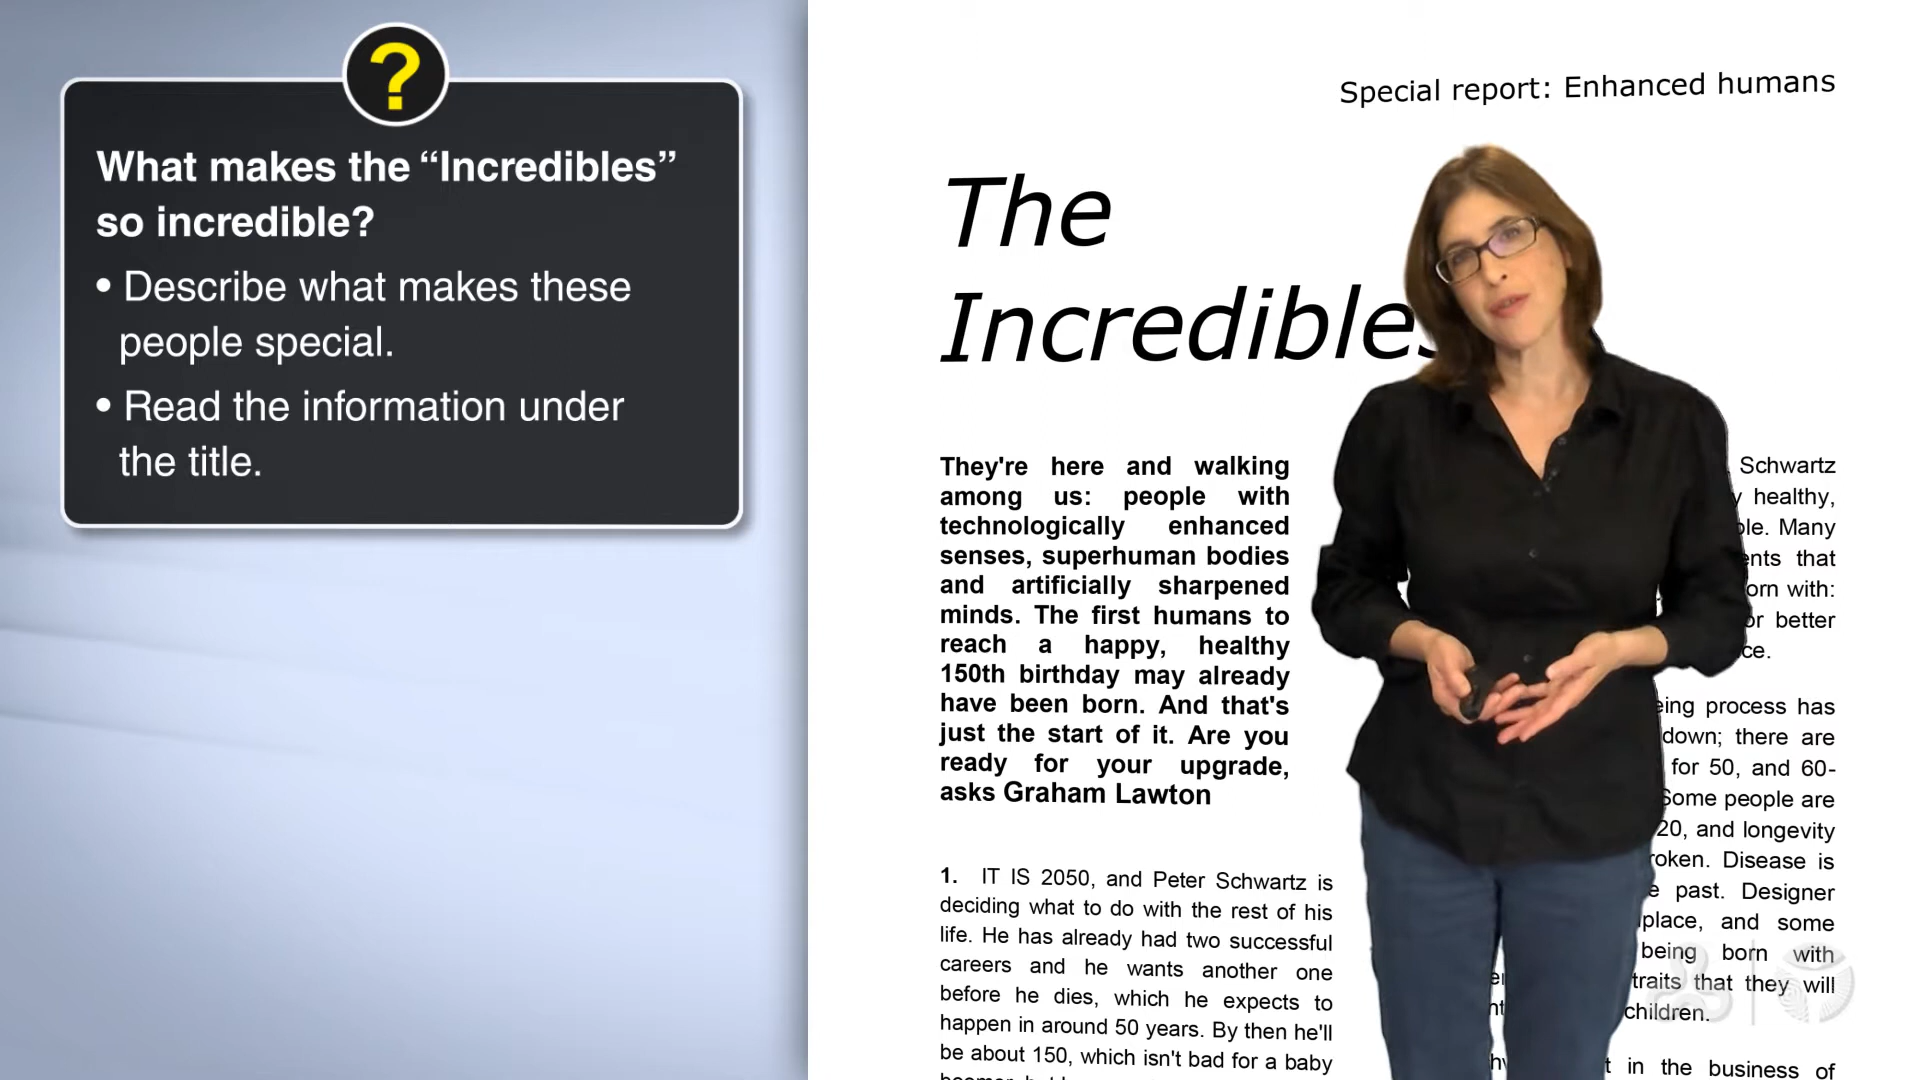 ?
What makes the “Incredibles”
so incredible?
• Describe what makes these
people special.
• Read the information under
the title.
Special report: Enhanced humans
The
Incredibles
They're here and walking
among us: people with
technologically enhanced
senses, superhuman bodies
and artificially sharpened
minds. The first humans to
reach a happy, healthy
150th birthday may already
have been born. And that's
just the start of it. Are you
ready for your upgrade,
asks Graham Lawton
1. IT IS 2050, and Peter Schwartz is
deciding what to do with the rest of his
life. He has already had two successful
careers and he wants another one
before he dies, which he expects to
happen in around 50 years. By then he'll
be about 150, which isn't bad for a baby
Schwartz
healthy,
Many
that
with:
better
process has
down; there are
for 50, and 60-
Some people are
20, and longevity
Disease is
past. Designer
and some
being born with
traits that they will
children.
in the business of